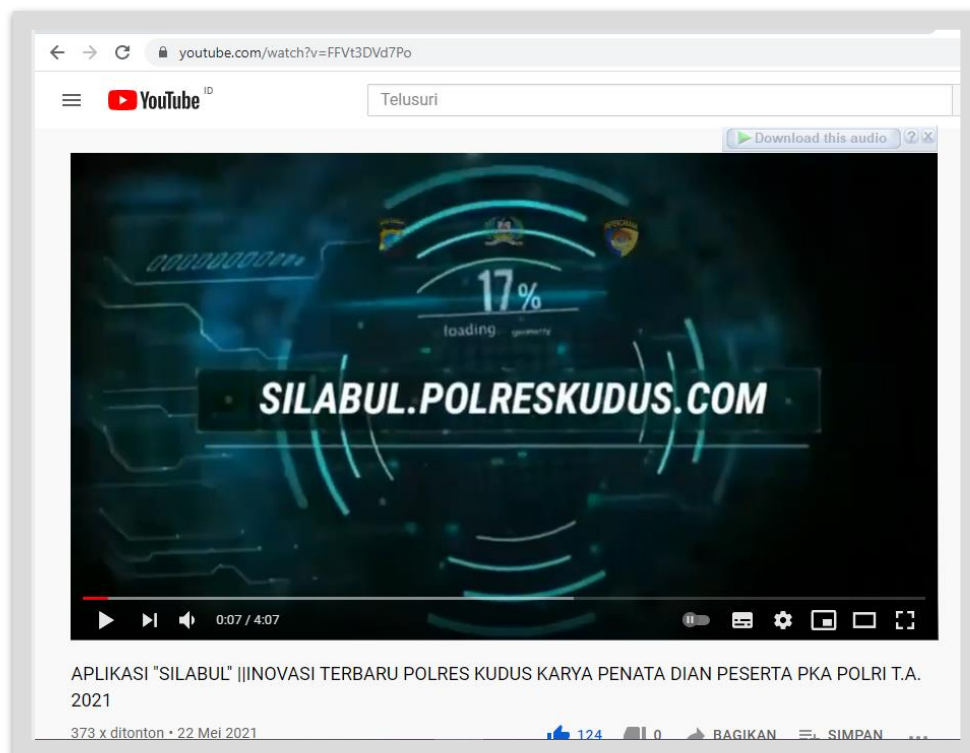 youtube.com/watch?v=FFVt3DVd7Po
YouTube ID
Telusuri
Download this audio ? X
17%
loading
SILABUL.POLRESKUDUS.COM
0:07 / 4:07
APLIKASI "SILABUL" ||INOVASI TERBARU POLRES KUDUS KARYA PENATA DIAN PESERTA PKA POLRI T.A.
2021
373 x ditonton • 22 Mei 2021 124 0 BAGIKAN SIMPAN